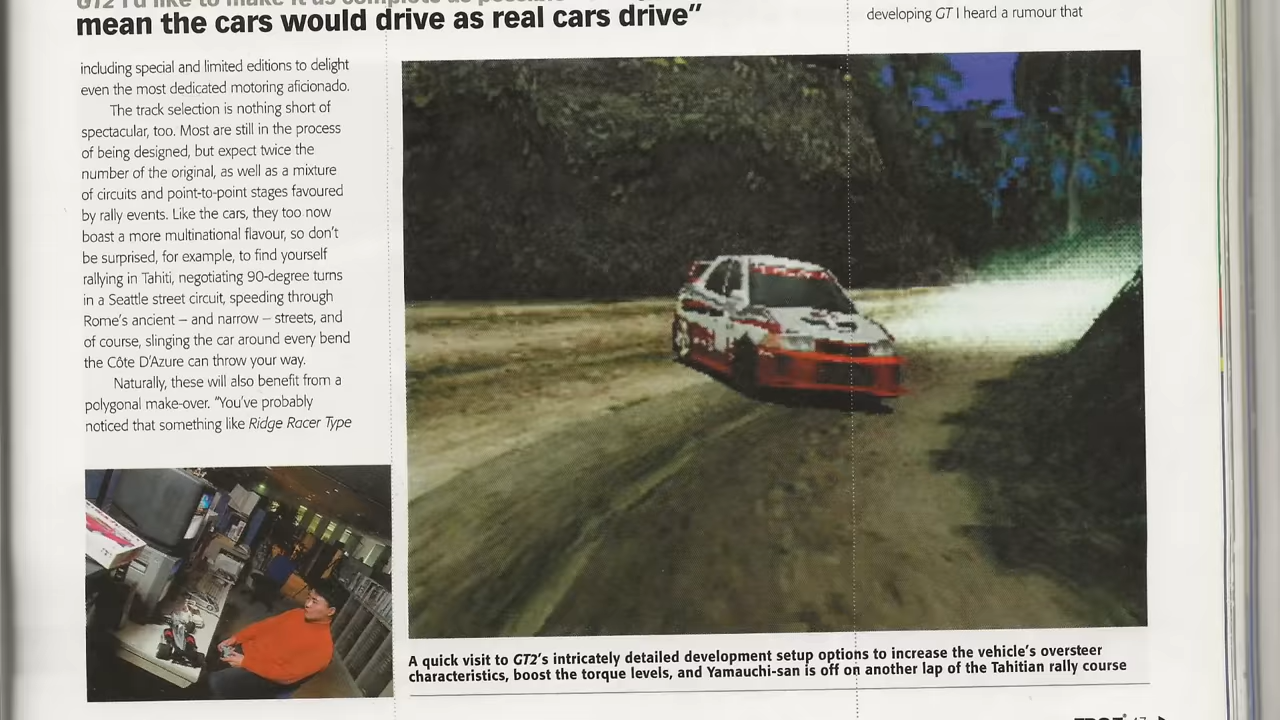 GT2 I'd like to make it as complete as possible
mean the cars would drive as real cars drive”
including special and limited editions to delight
even the most dedicated motoring aficionado.
The track selection is nothing short of
spectacular, too. Most are still in the process
of being designed, but expect twice the
number of the original, as well as a mixture
of circuits and point-to-point stages favoured
by rally events. Like the cars, they too now
boast a more multinational flavour, so don’t
be surprised, for example, to find yourself
rallying in Tahiti, negotiating 90-degree turns
in a Seattle street circuit, speeding through
Rome’s ancient – and narrow – streets, and
of course, slinging the car around every bend
the Côte D’Azure can throw your way.
Naturally, these will also benefit from a
polygonal make-over. “You’ve probably
noticed that something like Ridge Racer Type
developing GT I heard a rumour that
A quick visit to GT2’s intricately detailed development setup options to increase the vehicle’s oversteer
characteristics, boost the torque levels, and Yamauchi-san is off on another lap of the Tahitian rally course